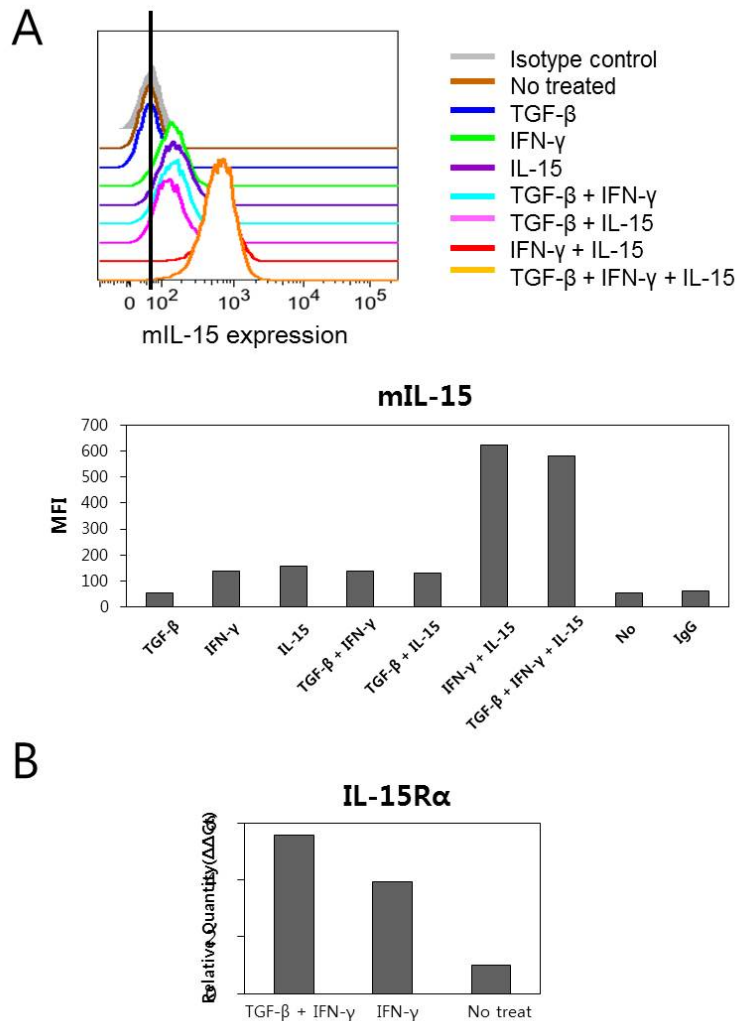 A
Isotype control
No treated
TGF-β
IFN-γ
IL-15
TGF-β + IFN-γ
TGF-β + IL-15
IFN-γ + IL-15
TGF-β + IFN-γ + IL-15
0 10² 10³ 10⁴ 10⁵
mIL-15 expression
mIL-15
700
600
500
400
300
200
100
0
MFI
TGF-β
IFN-γ
IL-15
TGF-β + IFN-γ
TGF-β + IL-15
IFN-γ + IL-15
TGF-β + IFN-γ + IL-15
No
IgG
B
IL-15Rα
Relative Quantity(ΔΔCt)
TGF-β + IFN-γ IFN-γ No treat